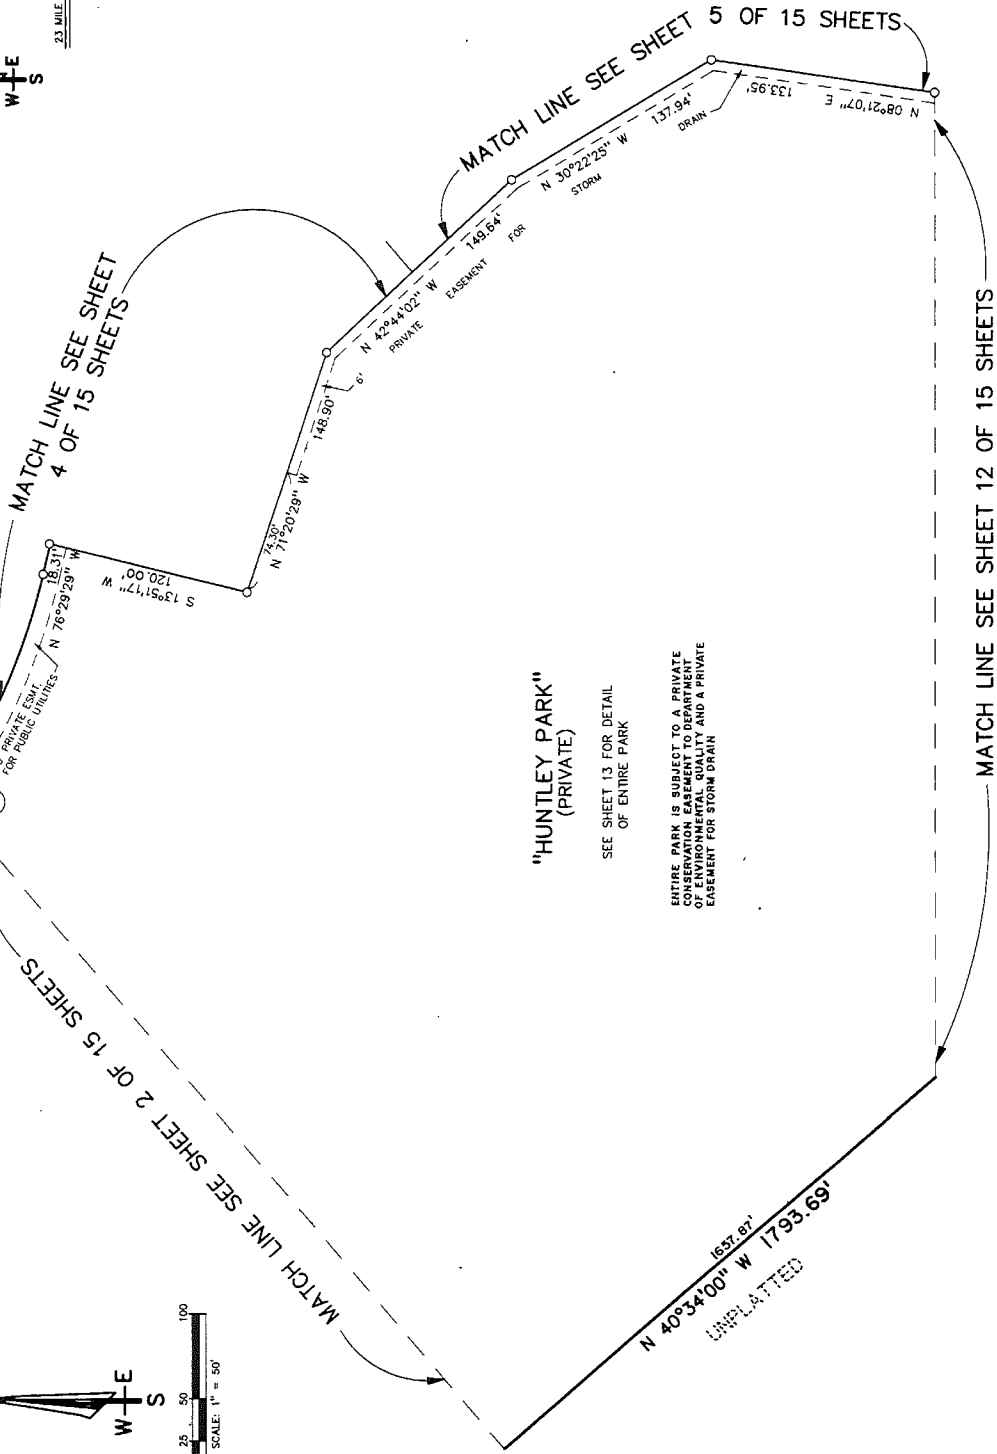 23 MILE
W E
S
MATCH LINE SEE SHEET 5 OF 15 SHEETS
MATCH LINE SEE SHEET
4 OF 15 SHEETS
N 08°21'07" E
133.95'
DRAIN
137.94'
N 30°22'25" W
STORM
149.64'
FOR
EASEMENT
N 42°44'02" W
PRIVATE
6'
148.90'
74.30'
N 71°20'29" W
S 13°51'17" W
120.00'
18.31'
N 76°29'29" W
PRIVATE ESMT.
FOR PUBLIC UTILITIES
"HUNTLEY PARK"
(PRIVATE)
SEE SHEET 13 FOR DETAIL
OF ENTIRE PARK
ENTIRE PARK IS SUBJECT TO A PRIVATE
CONSERVATION EASEMENT TO DEPARTMENT
OF ENVIRONMENTAL QUALITY AND A PRIVATE
EASEMENT FOR STORM DRAIN
MATCH LINE SEE SHEET 12 OF 15 SHEETS
MATCH LINE SEE SHEET 2 OF 15 SHEETS
1657.87'
N 40°34'00" W 1793.69'
UNPLATTED
W E
S
25 50 100
SCALE: 1" = 50'